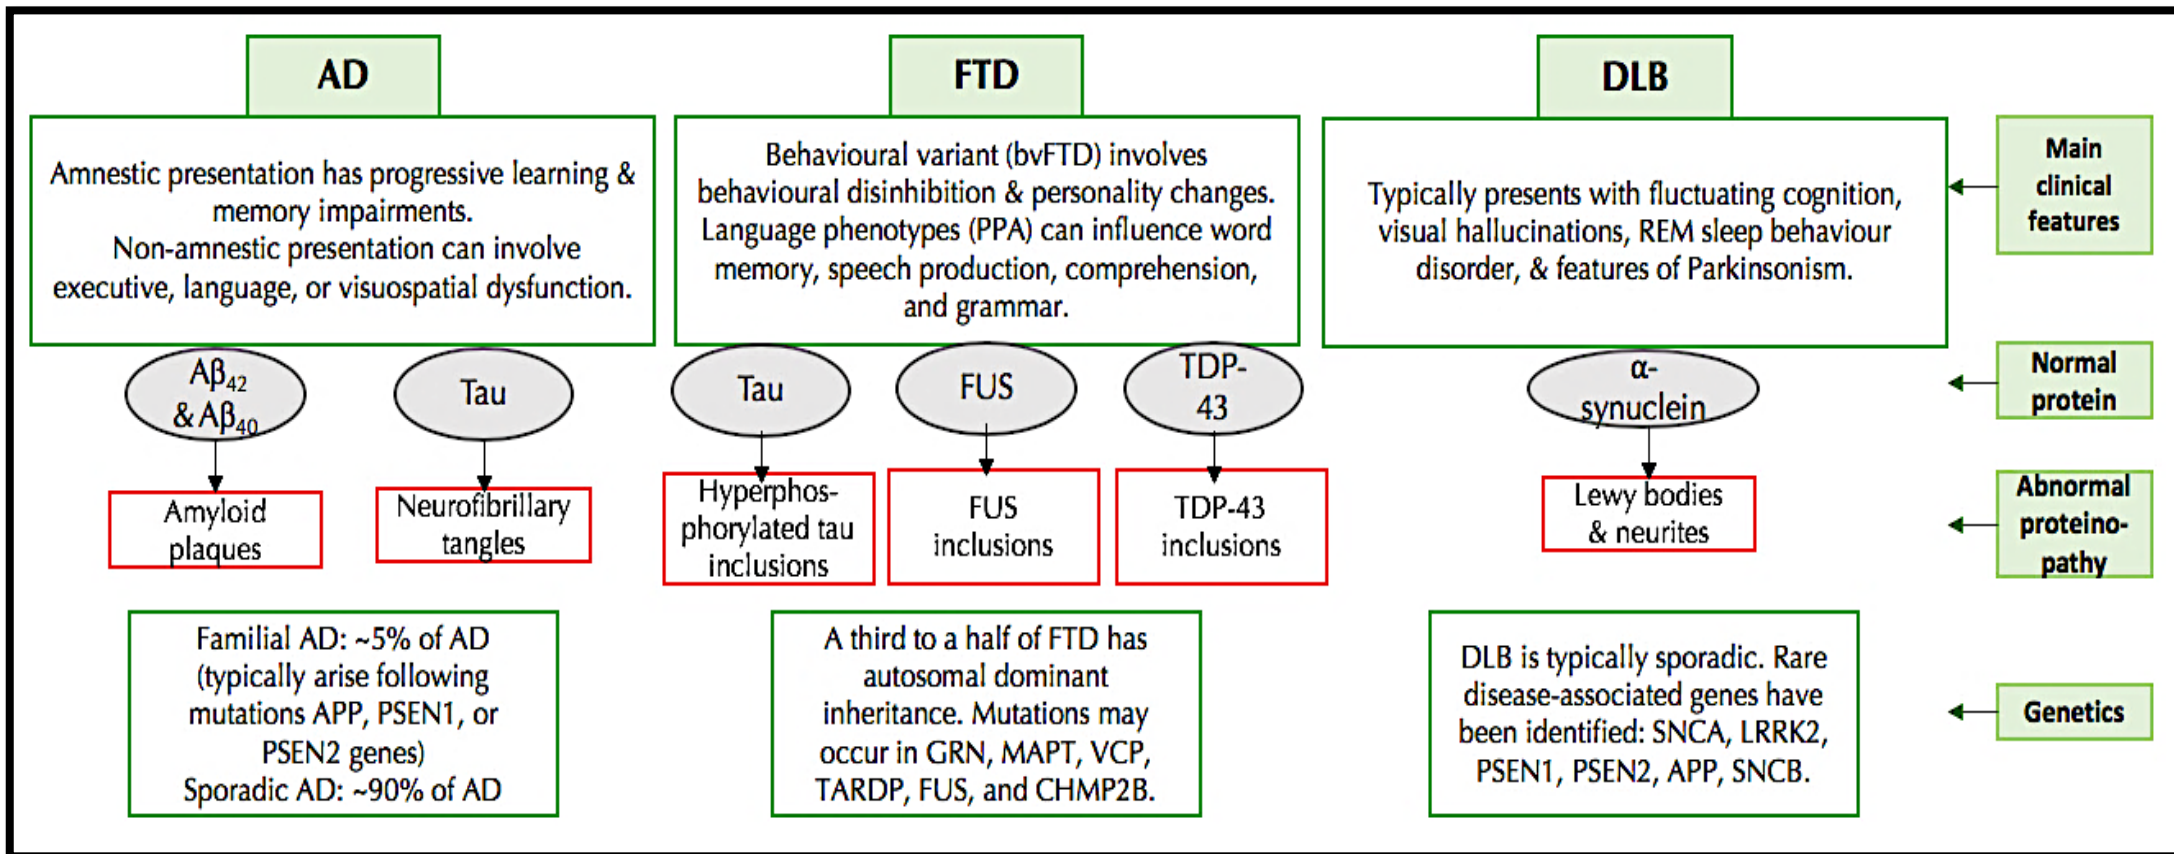 AD
FTD
DLB
Amnestic presentation has progressive learning &
memory impairments.
Non-amnestic presentation can involve
executive, language, or visuospatial dysfunction.
Behavioural variant (bvFTD) involves
behavioural disinhibition & personality changes.
Language phenotypes (PPA) can influence word
memory, speech production, comprehension,
and grammar.
Typically presents with fluctuating cognition,
visual hallucinations, REM sleep behaviour
disorder, & features of Parkinsonism.
Main
clinical
features
Aβ₄₂
& Aβ₄₀
Tau
Tau
FUS
TDP-
43
α-
synuclein
Normal
protein
Amyloid
plaques
Neurofibrillary
tangles
Hyperphos-
phorylated tau
inclusions
FUS
inclusions
TDP-43
inclusions
Lewy bodies
& neurites
Abnormal
proteino-
pathy
Familial AD: ~5% of AD
(typically arise following
mutations APP, PSEN1, or
PSEN2 genes)
Sporadic AD: ~90% of AD
A third to a half of FTD has
autosomal dominant
inheritance. Mutations may
occur in GRN, MAPT, VCP,
TARDP, FUS, and CHMP2B.
DLB is typically sporadic. Rare
disease-associated genes have
been identified: SNCA, LRRK2,
PSEN1, PSEN2, APP, SNCB.
Genetics